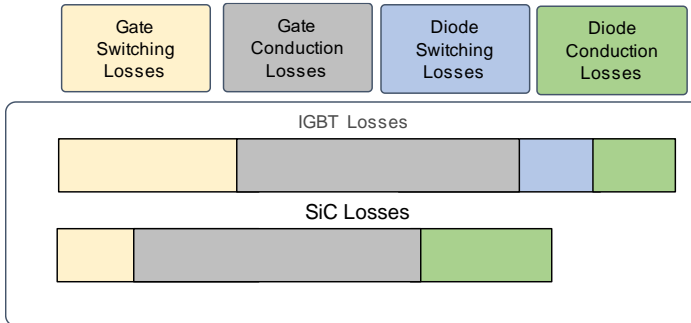 Gate
Switching
Losses
Gate
Conduction
Losses
Diode
Switching
Losses
Diode
Conduction
Losses
IGBT Losses
SiC Losses